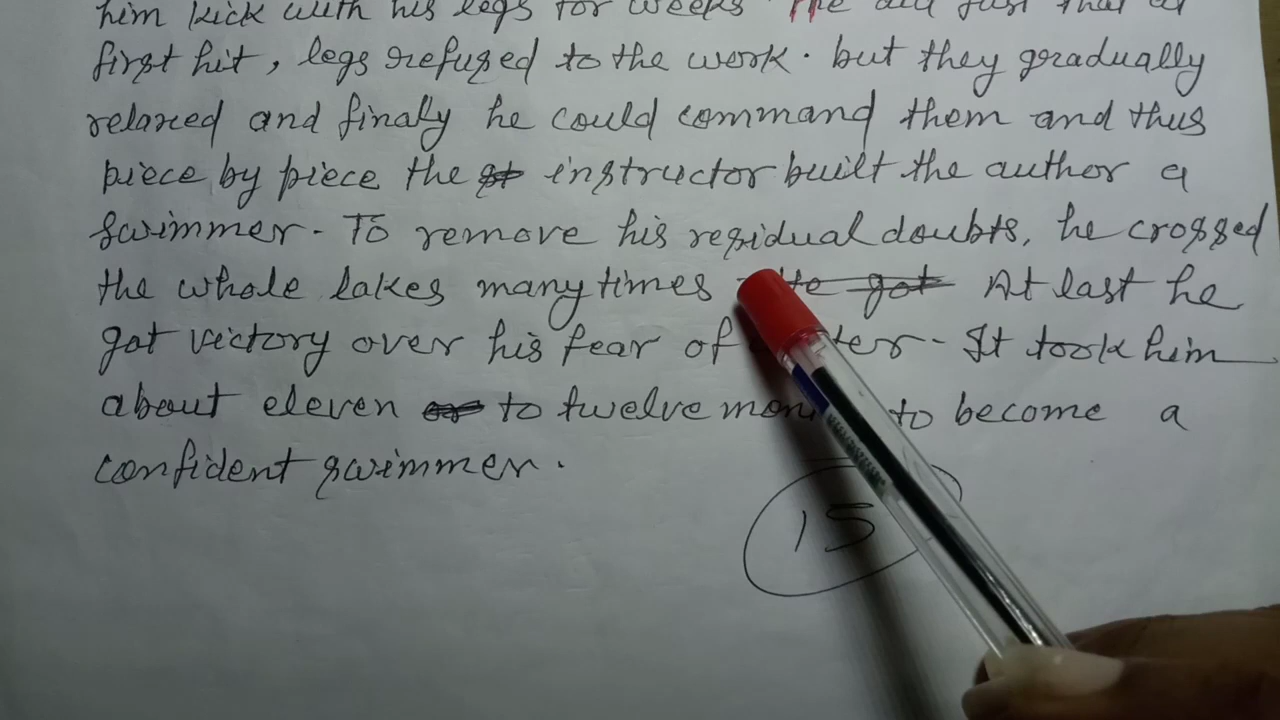 him kick with his legs for weeks
first hit, legs refused to the work. but they gradually
relaxed and finally he could command them and thus
piece by piece the instructor built the author a
swimmer. To remove his residual doubts, he crossed
the whole lakes many times He got At last he
got victory over his fear of It took him
about eleven to twelve to become a
confident swimmer.
15